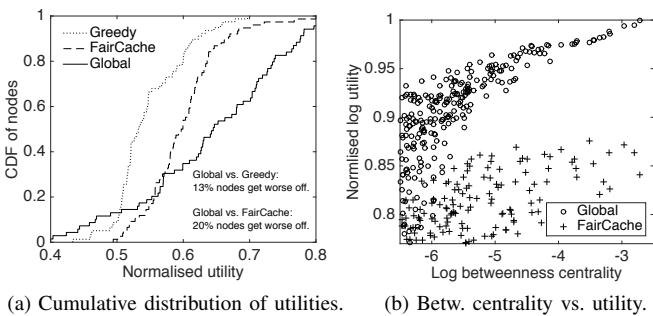 1
0.8
0.6
0.4
0.2
0
CDF of nodes
Greedy
FairCache
Global
Global vs. Greedy:
13% nodes get worse off.
Global vs. FairCache:
20% nodes get worse off.
0.4 0.5 0.6 0.7 0.8
Normalised utility
(a) Cumulative distribution of utilities.
1
0.95
0.9
0.85
0.8
Normlised log utility
Global
FairCache
-6 -5 -4 -3 -2
Log betweenness centrality
(b) Betw. centrality vs. utility.